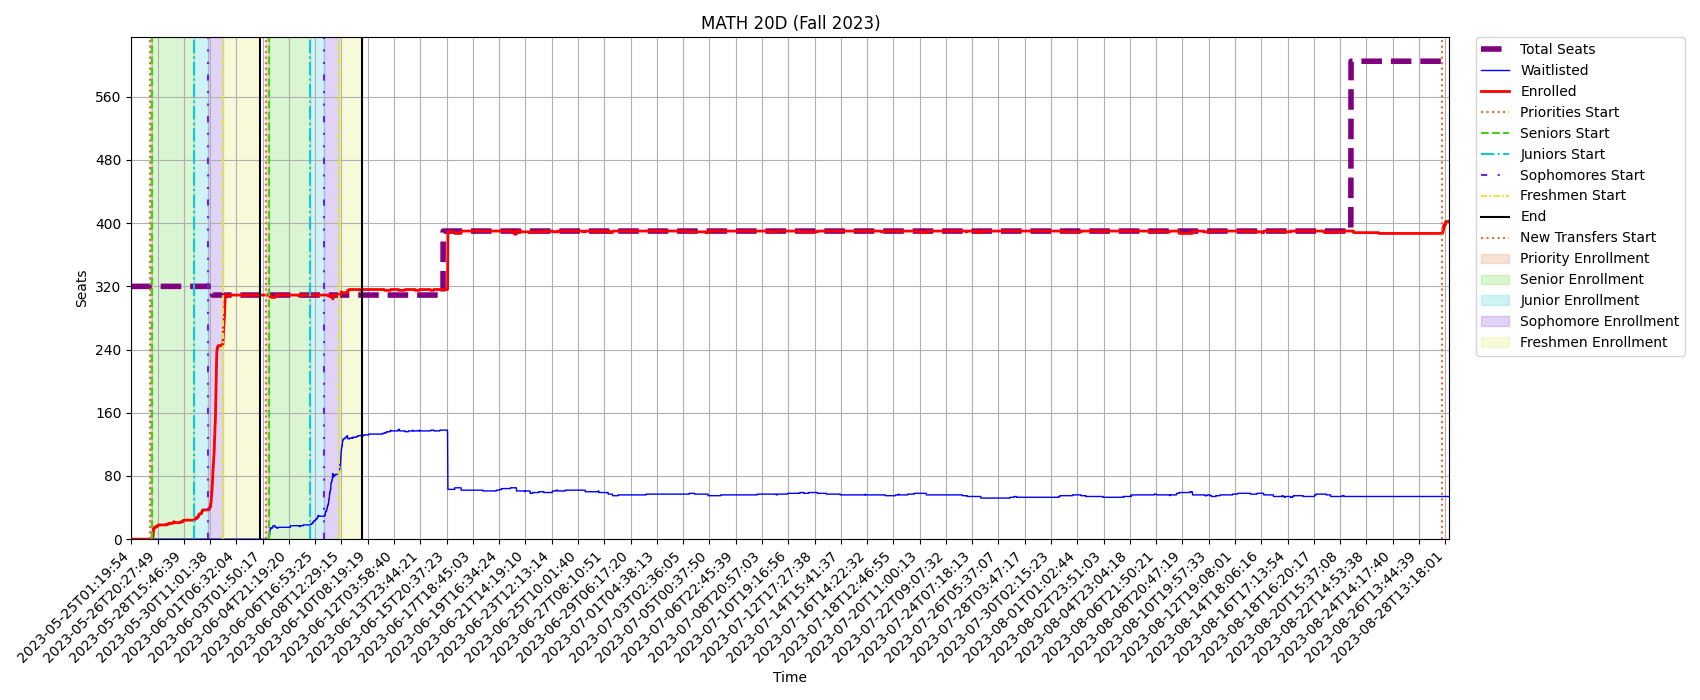 MATH 20D (Fall 2023)
Seats
560
480
400
320
240
160
80
0
2023-05-25T01:19:54
2023-05-26T20:27:49
2023-05-28T15:46:39
2023-05-30T11:01:38
2023-06-01T06:32:04
2023-06-03T01:50:17
2023-06-04T21:19:20
2023-06-06T16:53:25
2023-06-08T12:29:15
2023-06-10T08:19:19
2023-06-12T03:58:40
2023-06-13T23:44:21
2023-06-15T20:37:23
2023-06-17T18:45:03
2023-06-19T16:34:24
2023-06-21T14:19:10
2023-06-23T12:13:14
2023-06-25T10:01:40
2023-06-27T08:10:51
2023-06-29T06:17:20
2023-07-01T04:38:13
2023-07-03T02:36:05
2023-07-05T00:37:50
2023-07-06T22:45:39
2023-07-08T20:57:03
2023-07-10T19:16:56
2023-07-12T17:27:38
2023-07-14T15:41:37
2023-07-16T14:22:32
2023-07-18T12:46:55
2023-07-20T11:00:13
2023-07-22T09:07:32
2023-07-24T07:18:13
2023-07-26T05:37:07
2023-07-28T03:47:17
2023-07-30T02:15:23
2023-08-01T01:02:44
2023-08-02T23:51:03
2023-08-04T23:04:18
2023-08-06T21:50:21
2023-08-08T20:47:19
2023-08-10T19:57:33
2023-08-12T19:08:01
2023-08-14T18:06:16
2023-08-16T17:13:54
2023-08-18T16:20:17
2023-08-20T15:37:08
2023-08-22T14:53:38
2023-08-24T14:17:40
2023-08-26T13:44:39
2023-08-28T13:18:01
Time
Total Seats
Waitlisted
Enrolled
Priorities Start
Seniors Start
Juniors Start
Sophomores Start
Freshmen Start
End
New Transfers Start
Priority Enrollment
Senior Enrollment
Junior Enrollment
Sophomore Enrollment
Freshmen Enrollment